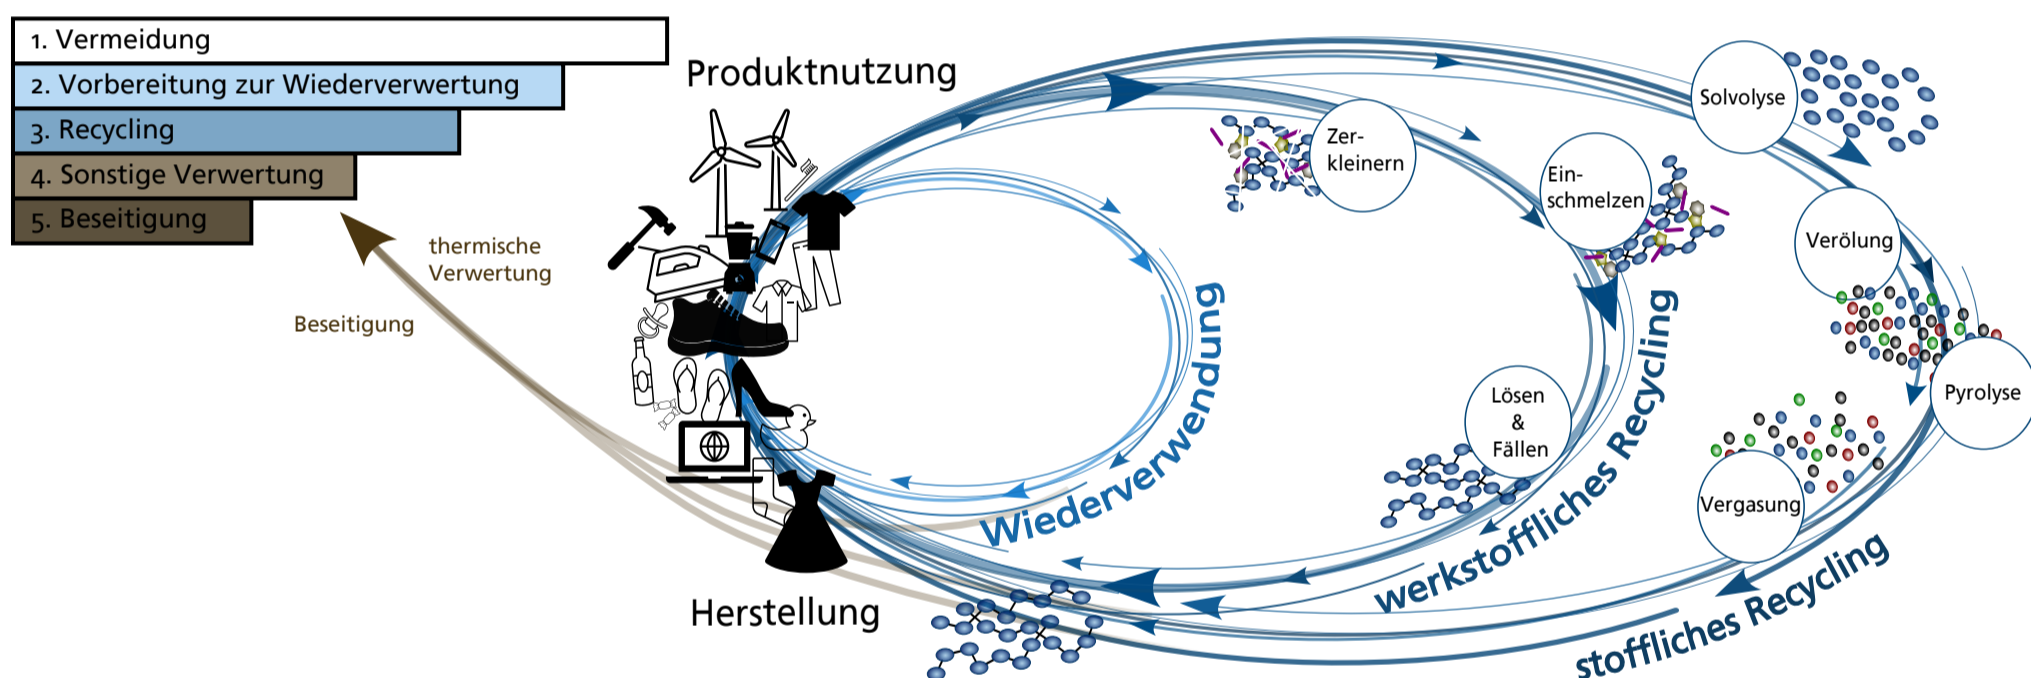 1. Vermeidung
2. Vorbereitung zur Wiederverwertung
3. Recycling
4. Sonstige Verwertung
5. Beseitigung
thermische
Verwertung
Beseitigung
Produktnutzung
Herstellung
Wiederverwendung
werkstoffliches Recycling
stoffliches Recycling
Zer-
kleinern
Ein-
schmelzen
Lösen
&
Fällen
Solvolyse
Verölung
Pyrolyse
Vergasung